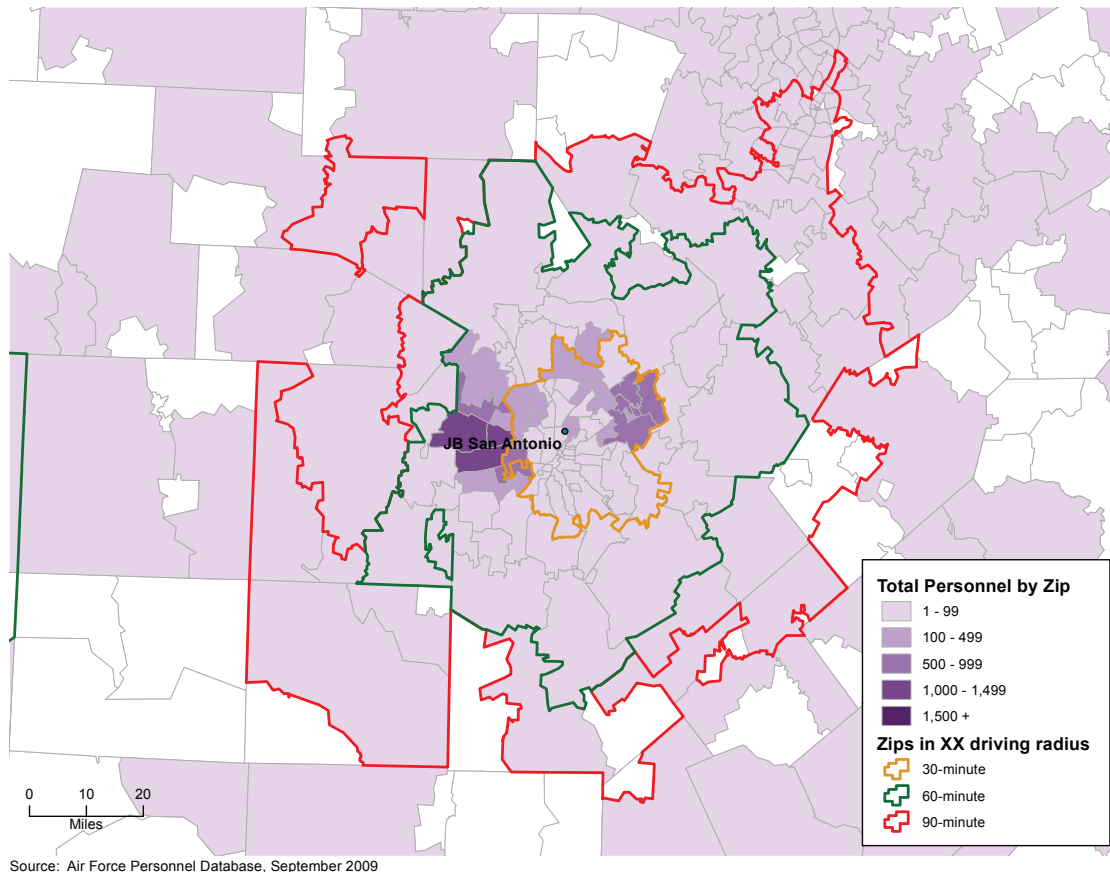 JB San Antonio
Total Personnel by Zip
1 - 99
100 - 499
500 - 999
1,000 - 1,499
1,500 +
Zips in XX driving radius
30-minute
60-minute
90-minute
0 10 20
Miles
Source: Air Force Personnel Database, September 2009